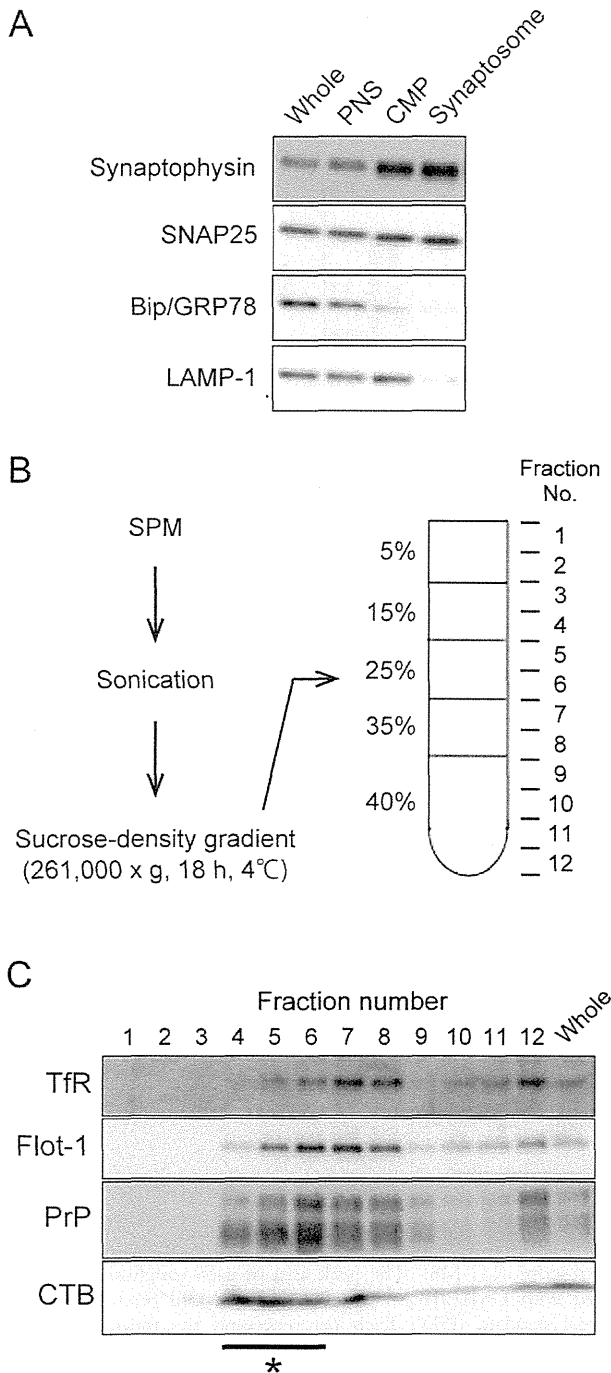 A
Whole PNS CMP Synaptosome
Synaptophysin
SNAP25
Bip/GRP78
LAMP-1
B
Fraction
No.
SPM
Sonication
Sucrose-density gradient
(261,000 x g, 18 h, 4℃)
5%
15%
25%
35%
40%
1
2
3
4
5
6
7
8
9
10
11
12
C
Fraction number
1 2 3 4 5 6 7 8 9 10 11 12 Whole
TfR
Flot-1
PrP
CTB
*